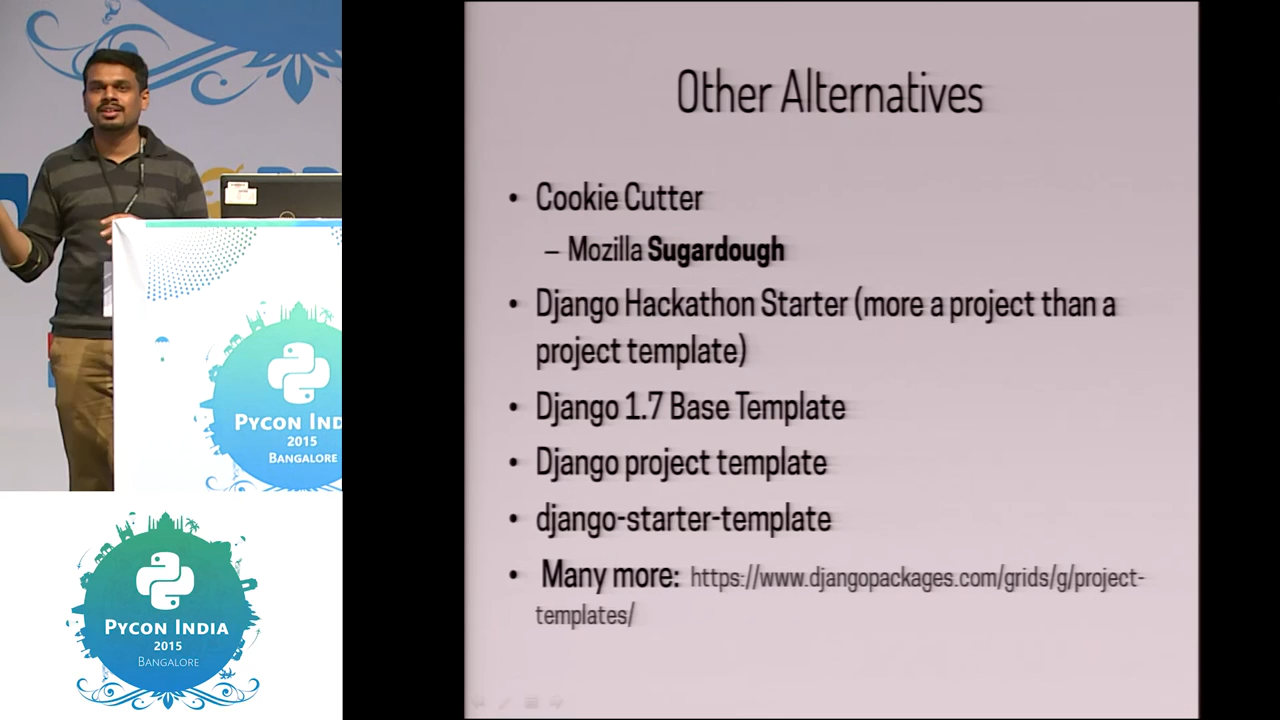 Other Alternatives
• Cookie Cutter
– Mozilla Sugardough
• Django Hackathon Starter (more a project than a
project template)
• Django 1.7 Base Template
• Django project template
• django-starter-template
• Many more: https://www.djangopackages.com/grids/g/project-
templates/
PYCON IND
2015
BANGALORE
PYCON INDIA
2015
BANGALORE